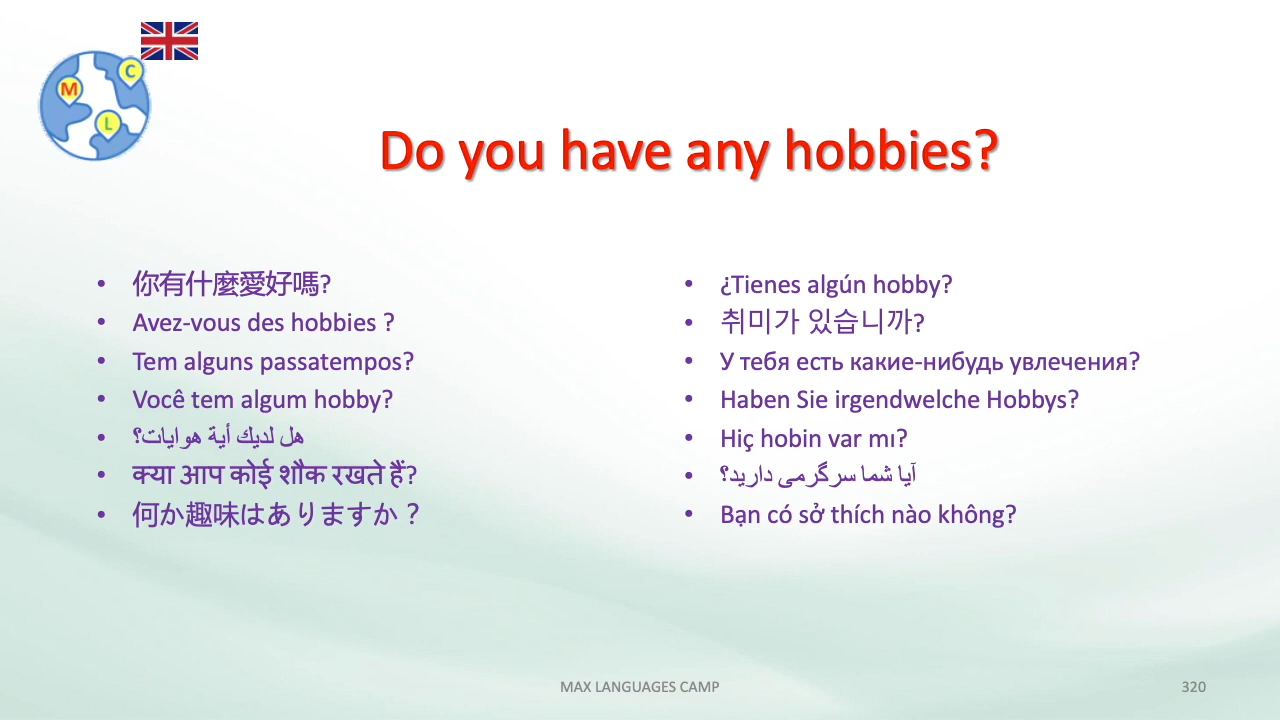 M
C
L
Do you have any hobbies?
• 你有什麼愛好嗎?
• Avez-vous des hobbies ?
• Tem alguns passatempos?
• Você tem algum hobby?
• هل لديك أية هوايات؟
• क्या आप कोई शौक रखते हैं?
• 何か趣味はありますか？
• ¿Tienes algún hobby?
• 취미가 있습니까?
• У тебя есть какие-нибудь увлечения?
• Haben Sie irgendwelche Hobbys?
• Hiç hobin var mı?
• آیا شما سرگرمی دارید؟
• Bạn có sở thích nào không?
MAX LANGUAGES CAMP
320